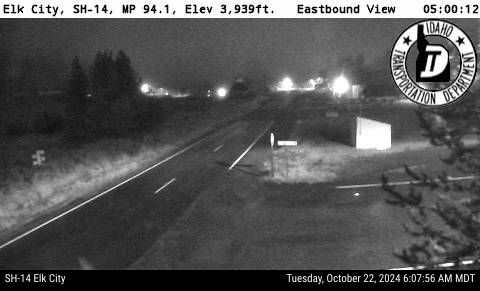 Elk City, SH-14, MP 94.1, Elev 3,939ft. Eastbound View 05:00:12
IDAHO
TRANSPORTATION DEPARTMENT
SH-14 Elk City Tuesday, October 22, 2024 6:07:56 AM MDT